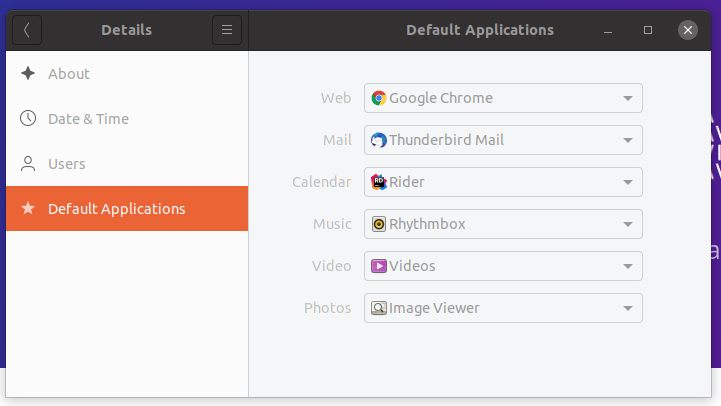 Details
Default Applications
About
Date & Time
Users
Default Applications
Web
Google Chrome
Mail
Thunderbird Mail
Calendar
RD
Rider
Music
Rhythmbox
Video
Videos
Photos
Image Viewer